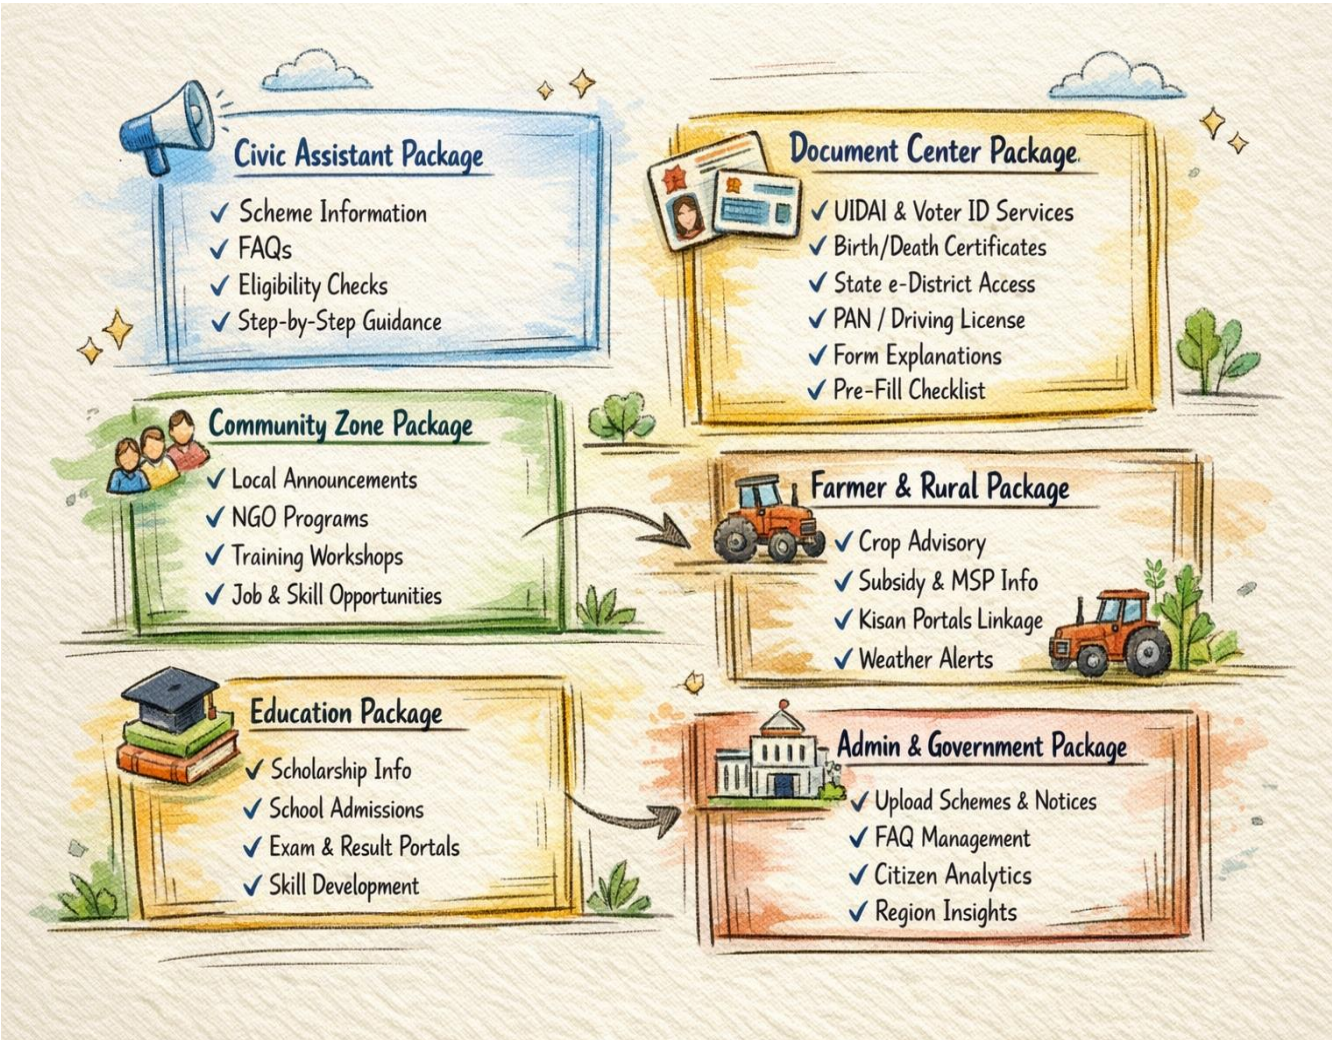 Civic Assistant Package
✓ Scheme Information
✓ FAQs
✓ Eligibility Checks
✓ Step-by-Step Guidance
Document Center Package.
✓ UIDAI & Voter ID Services
✓ Birth/Death Certificates
✓ State e-District Access
✓ PAN / Driving License
✓ Form Explanations
✓ Pre-Fill Checklist
Community Zone Package
✓ Local Announcements
✓ NGO Programs
✓ Training Workshops
✓ Job & Skill Opportunities
Farmer & Rural Package
✓ Crop Advisory
✓ Subsidy & MSP Info
✓ Kisan Portals Linkage
✓ Weather Alerts
Education Package
✓ Scholarship Info
✓ School Admissions
✓ Exam & Result Portals
✓ Skill Development
Admin & Government Package
✓ Upload Schemes & Notices
✓ FAQ Management
✓ Citizen Analytics
✓ Region Insights